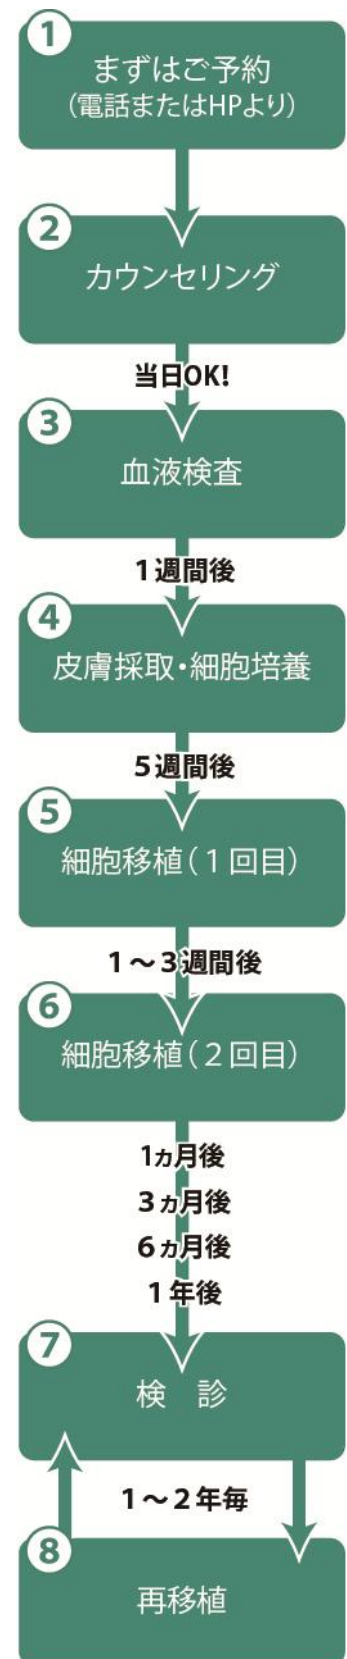 1
まずはご予約
(電話またはHPより)
2
カウンセリング
当日OK!
3
血液検査
1週間後
4
皮膚採取・細胞培養
5週間後
5
細胞移植(1回目)
1～3週間後
6
細胞移植(2回目)
1ヵ月後
3ヵ月後
6ヵ月後
1年後
7
検 診
1～2年毎
8
再移植